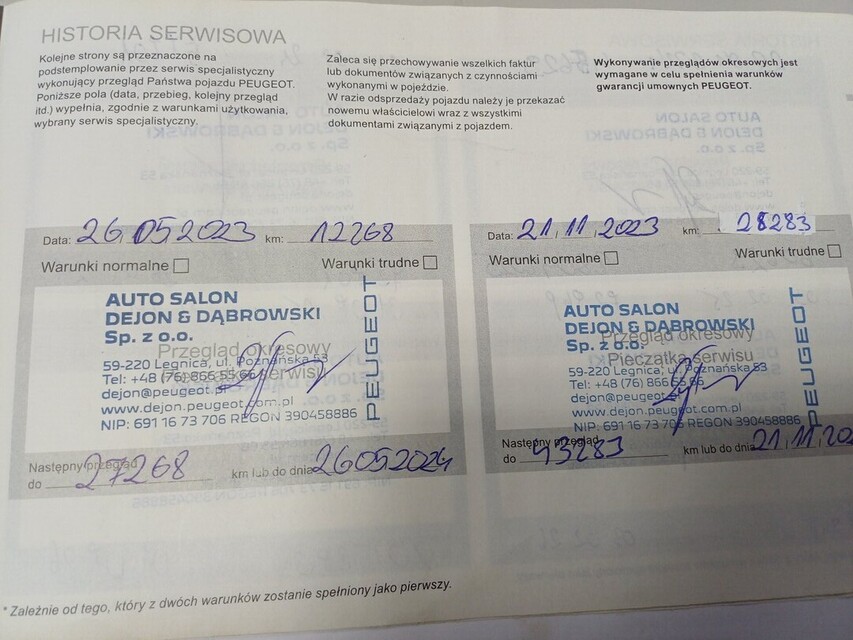 HISTORIA SERWISOWA
Kolejne strony są przeznaczone na
podstemplowanie przez serwis specjalistyczny
wykonujący przegląd Państwa pojazdu PEUGEOT.
Poniższe pola (data, przebieg, kolejny przegląd
itd.) wypełnia, zgodnie z warunkami użytkowania,
wybrany serwis specjalistyczny.
Zaleca się przechowywanie wszelkich faktur
lub dokumentów związanych z czynnościami
wykonanymi w pojeździe.
W razie odsprzedaży pojazdu należy je przekazać
nowemu właścicielowi wraz z wszystkimi
dokumentami związanymi z pojazdem.
Wykonywanie przeglądów okresowych jest
wymagane w celu spełnienia warunków
gwarancji umownych PEUGEOT.
Data: 26.05 2023 km: 12268
Warunki normalne Warunki trudne
AUTO SALON
DEJON & DĄBROWSKI
Sp. z o.o.
Przegląd okresowy
59-220 Legnica, ul. Poznańska 53
Tel: +48 (76) 866 55 66
serwisu
dejon@peugeot
www.dejon.peugeot.com.pl
NIP: 691 16 73 706 REGON 390458886
PEUGEOT
Następny przegląd
do 27268 km lub do dnia 26052024
Data: 21.11.2023 km: 28283
Warunki normalne Warunki trudne
AUTO SALON
DEJON & DĄBROWSKI
Sp. z o.o.
Przegląd okresowy
Pieczątka serwisu
59-220 Legnica, ul. Poznańska 53
Tel: +48 (76) 866
dejon@peugeot
www.dejon.peugeot.com.pl
NIP: 691 16 73 706 REGON 390458886
PEUGEOT
Następny przegląd
do 43283 km lub do dnia 21.11.202
* Zależnie od tego, który z dwóch warunków zostanie spełniony jako pierwszy.